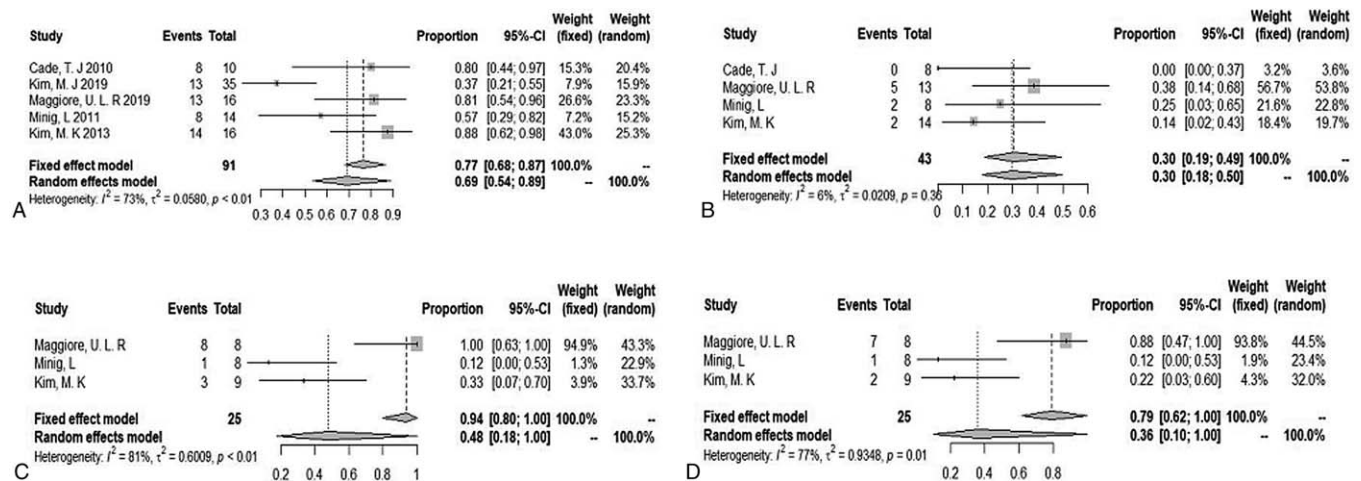 Study Events Total Proportion 95%-CI Weight (fixed) Weight (random)
Cade, T. J 2010 8 10 0.80 [0.44; 0.97] 15.3% 20.4%
Kim, M. J 2019 13 35 0.37 [0.21; 0.55] 7.9% 15.9%
Maggiore, U. L. R 2019 13 16 0.81 [0.54; 0.96] 26.6% 23.3%
Minig, L 2011 8 14 0.57 [0.29; 0.82] 7.2% 15.2%
Kim, M. K 2013 14 16 0.88 [0.62; 0.98] 43.0% 25.3%
Fixed effect model 91 0.77 [0.68; 0.87] 100.0% --
Random effects model 0.69 [0.54; 0.89] -- 100.0%
Heterogeneity: I² = 73%, τ² = 0.0580, p < 0.01
0.3 0.4 0.5 0.6 0.7 0.8 0.9
A
Study Events Total Proportion 95%-CI Weight (fixed) Weight (random)
Cade, T. J 0 8 0.00 [0.00; 0.37] 3.2% 3.6%
Maggiore, U. L. R 5 13 0.38 [0.14; 0.68] 56.7% 53.8%
Minig, L 2 8 0.25 [0.03; 0.65] 21.6% 22.8%
Kim, M. K 2 14 0.14 [0.02; 0.43] 18.4% 19.7%
Fixed effect model 43 0.30 [0.19; 0.49] 100.0% --
Random effects model 0.30 [0.18; 0.50] -- 100.0%
Heterogeneity: I² = 6%, τ² = 0.0209, p = 0.36
0 0.1 0.2 0.3 0.4 0.5 0.6
B
Study Events Total Proportion 95%-CI Weight (fixed) Weight (random)
Maggiore, U. L. R 8 8 1.00 [0.63; 1.00] 94.9% 43.3%
Minig, L 1 8 0.12 [0.00; 0.53] 1.3% 22.9%
Kim, M. K 3 9 0.33 [0.07; 0.70] 3.9% 33.7%
Fixed effect model 25 0.94 [0.80; 1.00] 100.0% --
Random effects model 0.48 [0.18; 1.00] -- 100.0%
Heterogeneity: I² = 81%, τ² = 0.6009, p < 0.01
0.2 0.4 0.6 0.8 1
C
Study Events Total Proportion 95%-CI Weight (fixed) Weight (random)
Maggiore, U. L. R 7 8 0.88 [0.47; 1.00] 93.8% 44.5%
Minig, L 1 8 0.12 [0.00; 0.53] 1.9% 23.4%
Kim, M. K 2 9 0.22 [0.03; 0.60] 4.3% 32.0%
Fixed effect model 25 0.79 [0.62; 1.00] 100.0% --
Random effects model 0.36 [0.10; 1.00] -- 100.0%
Heterogeneity: I² = 77%, τ² = 0.9348, p = 0.01
0.2 0.4 0.6 0.8
D